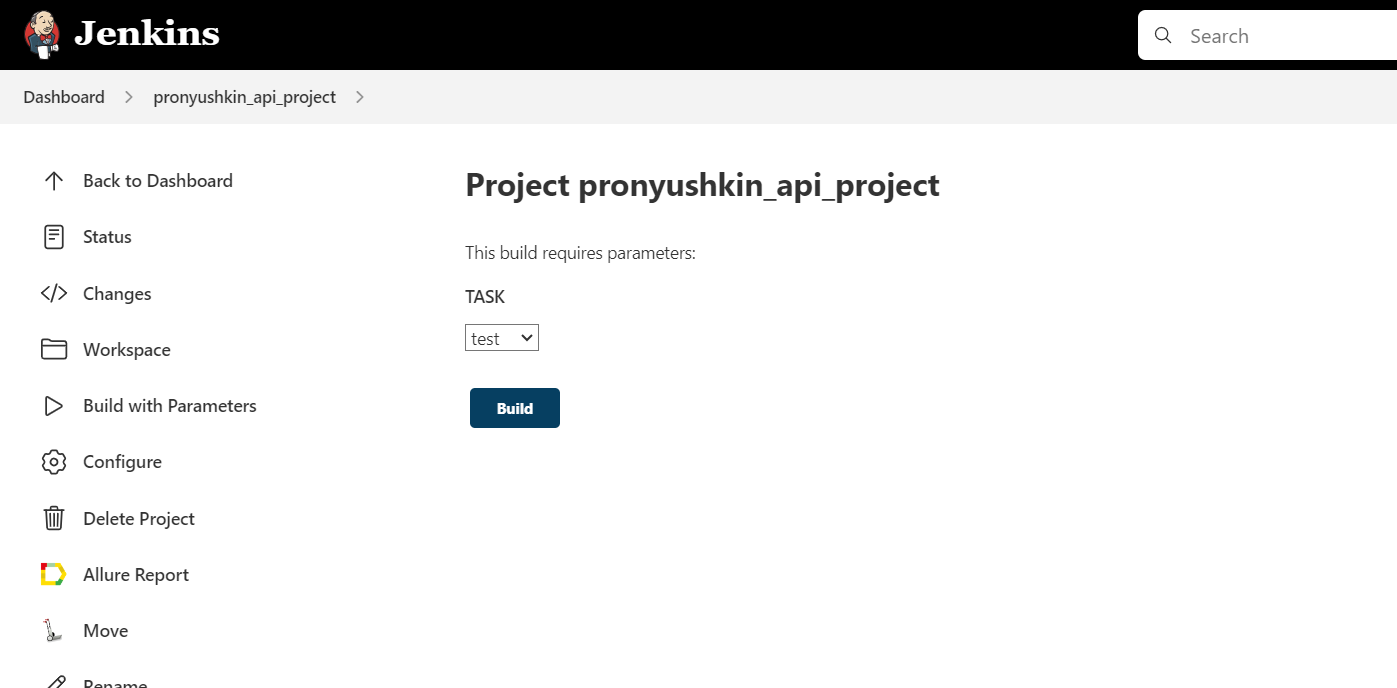 Jenkins
Search
Dashboard
pronyushkin_api_project
Back to Dashboard
Status
Changes
Workspace
Build with Parameters
Configure
Delete Project
Allure Report
Move
Rename
Project pronyushkin_api_project
This build requires parameters:
TASK
test
Build